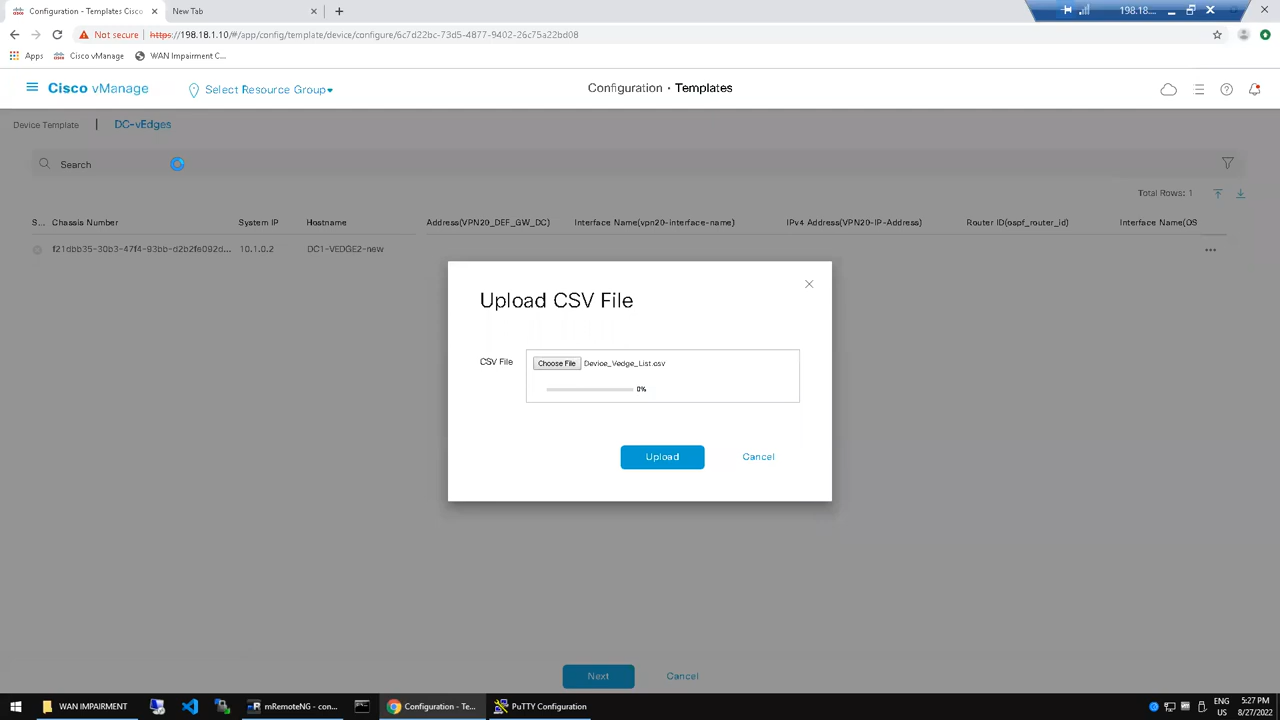 Configuration - Templates Cisco
New Tab
198.18....
Not secure
https://198.18.1.10/#/app/config/template/device/configure/6c7d22bc-73d5-4877-9402-26c75a22bd08
Apps
Cisco vManage
WAN Impairment C...
Cisco vManage
Select Resource Group
Configuration · Templates
Device Template | DC-vEdges
Search
Total Rows: 1
S... Chassis Number System IP Hostname Address(VPN20_DEF_GW_DC) Interface Name(vpn20-interface-name) IPv4 Address(VPN20-IP-Address) Router ID(ospf_router_id) Interface Name(OS
f21dbb35-30b3-47f4-93bb-d2b2fe092d... 10.1.0.2 DC1-VEDGE2-new ...
Upload CSV File
CSV File
Choose File Device_Vedge_List.csv
0%
Upload
Cancel
Next
Cancel
WAN IMPAIRMENT
mRemoteNG - con...
Configuration - Te...
PuTTY Configuration
ENG
US
5:27 PM
8/27/2022